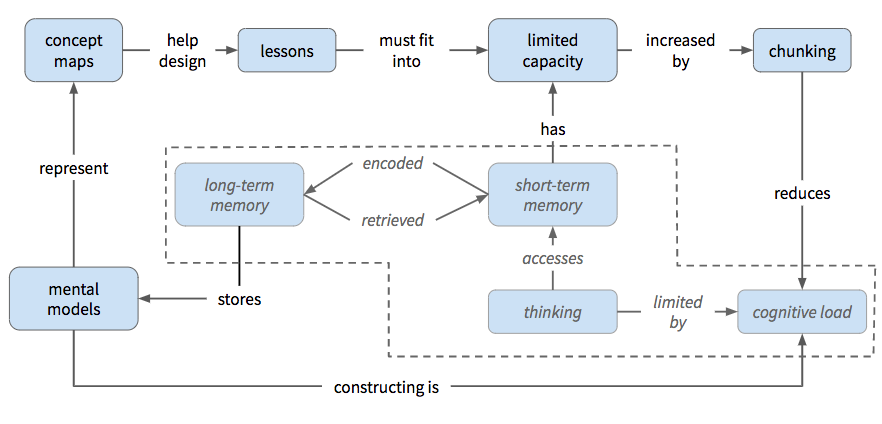 concept
maps
help
design
lessons
must fit
into
limited
capacity
increased
by
chunking
has
represent
encoded
long-term
memory
short-term
memory
retrieved
reduces
accesses
mental
models
stores
thinking
limited
by
cognitive load
constructing is